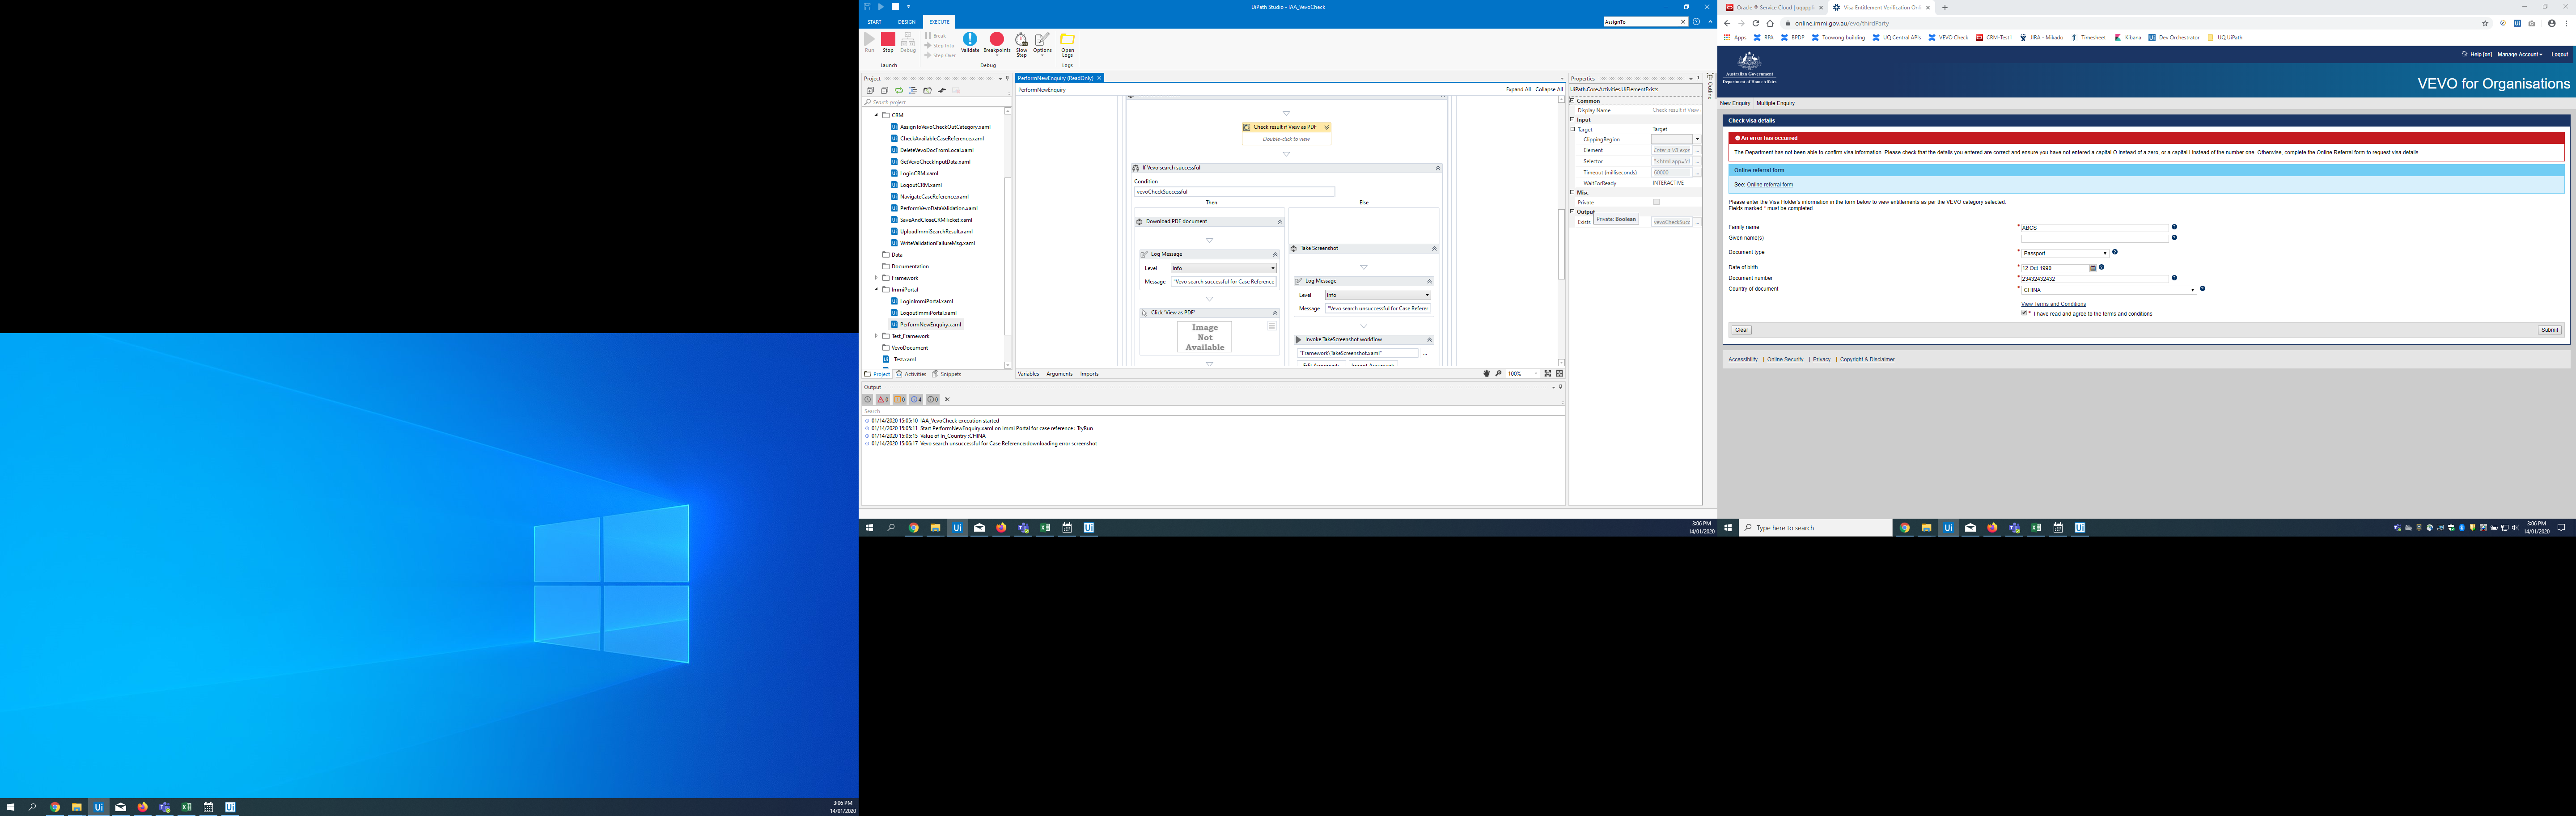 3:06 PM
14/01/2020
UiPath Studio - IAA_VevoCheck
START DESIGN EXECUTE
AssignTo
Run Stop Debug
Break
Step Into
Step Over
Validate Breakpoints Slow Step Options Open Logs
Launch Debug Logs
Project
Search project
CRM
AssignToVevoCheckOutCategory.xaml
CheckAvailableCaseReference.xaml
DeleteVevoDocFromLocal.xaml
GetVevoCheckInputData.xaml
LoginCRM.xaml
LogoutCRM.xaml
NavigateCaseReference.xaml
PerformVevoDataValidation.xaml
SaveAndCloseCRMTicket.xaml
UploadImmiSearchResult.xaml
WriteValidationFailureMsg.xaml
Data
Documentation
Framework
ImmiPortal
LoginImmiPortal.xaml
LogoutImmiPortal.xaml
PerformNewEnquiry.xaml
Test_Framework
VevoDocument
_Test.xaml
Project Activities Snippets
PerformNewEnquiry (ReadOnly)
PerformNewEnquiry
Expand All Collapse All
Check result if View as PDF
Double-click to view
If Vevo search successful
Condition
vevoCheckSuccessful
Then Else
Download PDF document
Log Message
Level Info
Message "Vevo search successful for Case Reference
Click 'View as PDF'
Image
Not
Available
Take Screenshot
Log Message
Level Info
Message "Vevo search unsuccessful for Case Referer
Invoke TakeScreenshot workflow
"Framework\TakeScreenshot.xaml"
Edit Arguments Import Arguments
Variables Arguments Imports
100%
Properties
UiPath.Core.Activities.UiElementExists
Common
Display Name Check result if View
Input
Target Target
ClippingRegion
Element Enter a VB expr
Selector "<html app='c
Timeout (milliseconds) 60000
WaitForReady INTERACTIVE
Misc
Private
Output
Private: Boolean
Exists vevoCheckSucc
Outline
Output
0 0 4 0
Search
01/14/2020 15:05:10 IAA_VevoCheck execution started
01/14/2020 15:05:11 Start PerformNewEnquiry.xaml on Immi Portal for case reference : TryRun
01/14/2020 15:05:15 Value of In_Country :CHINA
01/14/2020 15:06:17 Vevo search unsuccessful for Case Reference:downloading error screenshot
3:06 PM
14/01/2020
Oracle ® Service Cloud | uqappl
Visa Entitlement Verification Onl
online.immi.gov.au/evo/thirdParty
Apps RPA BPDP Toowong building UQ Central APIs VEVO Check CRM-Test1 JIRA - Mikado Timesheet Kibana Dev Orchestrator UQ UiPath
Australian Government
Department of Home Affairs
Help [en] Manage Account Logout
VEVO for Organisations
New Enquiry Multiple Enquiry
Check visa details
An error has occurred
The Department has not been able to confirm visa information. Please check that the details you entered are correct and ensure you have not entered a capital O instead of a zero, or a capital I instead of the number one. Otherwise, complete the Online Referral form to request visa details.
Online referral form
See: Online referral form
Please enter the Visa Holder's information in the form below to view entitlements as per the VEVO category selected.
Fields marked * must be completed.
Family name * ABCS
Given name(s)
Document type * Passport
Date of birth * 12 Oct 1990
Document number * 23432432432
Country of document * CHINA
View Terms and Conditions
* I have read and agree to the terms and conditions
Clear Submit
Accessibility | Online Security | Privacy | Copyright & Disclaimer
Type here to search
3:06 PM
14/01/2020